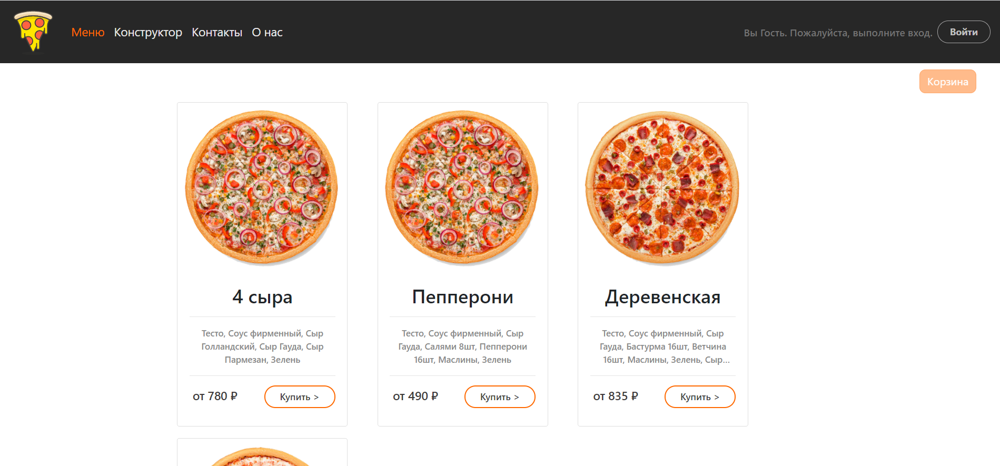 Меню Конструктор Контакты О нас
Вы Гость. Пожалуйста, выполните вход. Войти
Корзина
4 сыра
Тесто, Соус фирменный, Сыр
Голландский, Сыр Гауда, Сыр
Пармезан, Зелень
от 780 ₽ Купить >
Пепперони
Тесто, Соус фирменный, Сыр
Гауда, Салями 8шт, Пепперони
16шт, Маслины, Зелень
от 490 ₽ Купить >
Деревенская
Тесто, Соус фирменный, Сыр
Гауда, Бастурма 16шт, Ветчина
16шт, Маслины, Зелень, Сыр...
от 835 ₽ Купить >